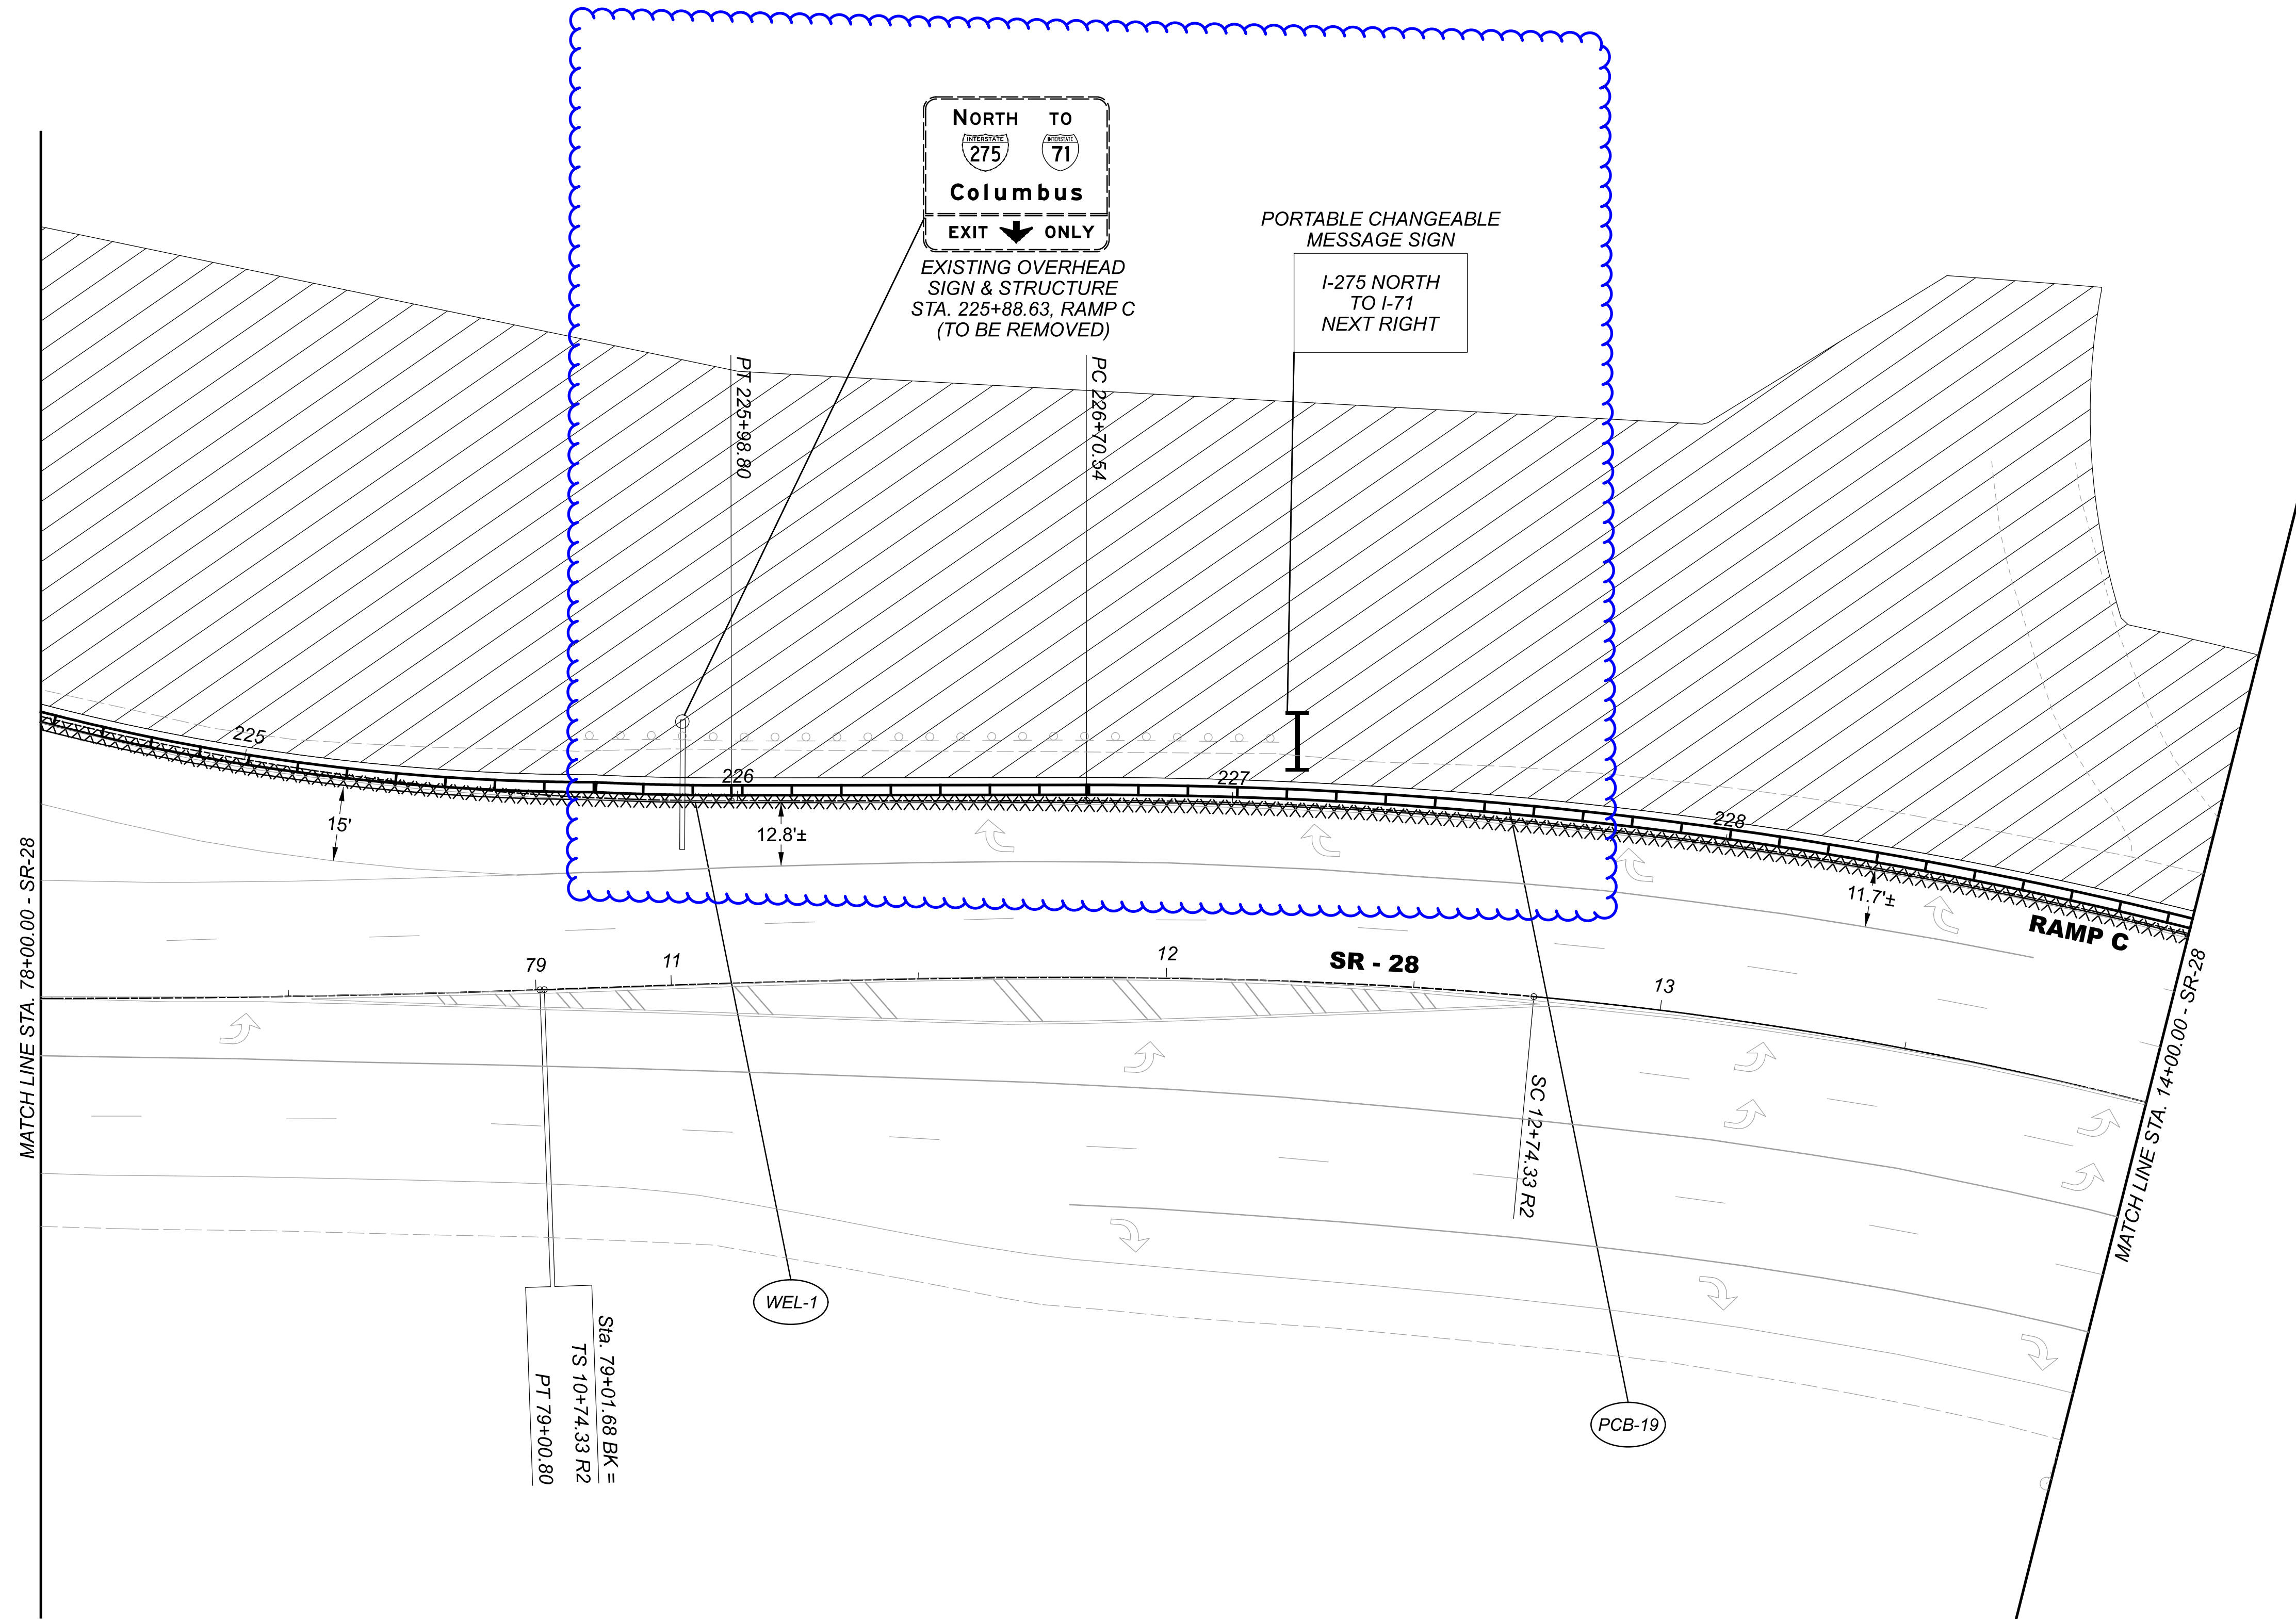 NORTH TO
INTERSTATE INTERSTATE
275 71
Columbus
EXIT ONLY
EXISTING OVERHEAD
SIGN & STRUCTURE
STA. 225+88.63, RAMP C
(TO BE REMOVED)
PORTABLE CHANGEABLE
MESSAGE SIGN
I-275 NORTH
TO I-71
NEXT RIGHT
PT 225+98.80
PC 226+70.54
225
226
227
228
15'
12.8'±
11.7'±
RAMP C
MATCH LINE STA. 78+00.00 - SR-28
79
11
12
SR - 28
13
MATCH LINE STA. 14+00.00 - SR-28
SC 12+74.33 R2
WEL-1
PCB-19
Sta. 79+01.68 BK =
TS 10+74.33 R2
PT 79+00.80